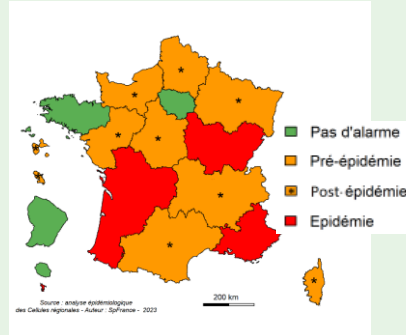 Pas d'alarme
Pré-épidémie
Post-épidémie
Epidémie
200 km
Source : analyse épidémiologique
des Cellules régionales - Auteur : SpFrance - 2023